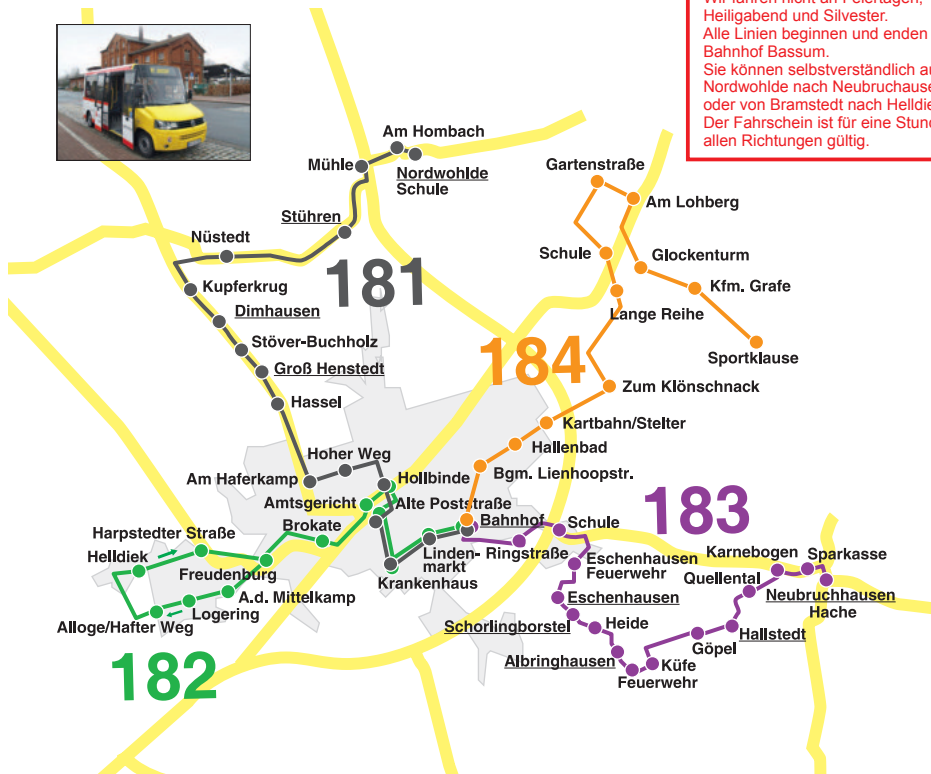 Heiligabend und Silvester.
Alle Linien beginnen und enden
Bahnhof Bassum.
Sie können selbstverständlich
Nordwohlde nach
oder von Bramstedt nach
Der Fahrschein ist für eine
allen Richtungen gültig.
Am Hombach
Mühle
Nordwohlde
Schule
Stühren
Nüstedt
181
Kupferkrug
Dimhausen
Stöver-Buchholz
Groß Henstedt
Hassel
Hoher Weg
Am Haferkamp
Gartenstraße
Am Lohberg
Schule
Glockenturm
Kfm. Grafe
Lange Reihe
Sportklause
184
Zum Klönschnack
Kartbahn/Stelter
Hallenbad
Bgm. Lienhoopstr.
Hollbinde
Amtsgericht
Alte Poststraße
Brokate
Bahnhof
Linden-
markt
Krankenhaus
Harpstedter Straße
Helldiek
Freudenburg
A.d. Mittelkamp
Logering
Alloge/Hafter Weg
182
Schule
183
Ringstraße
Eschenhausen
Feuerwehr
Eschenhausen
Schorlingborstel
Heide
Albringhausen
Feuerwehr
Küfe
Göpel
Hallstedt
Quellental
Karnebogen
Sparkasse
Neubruchhausen
Hache